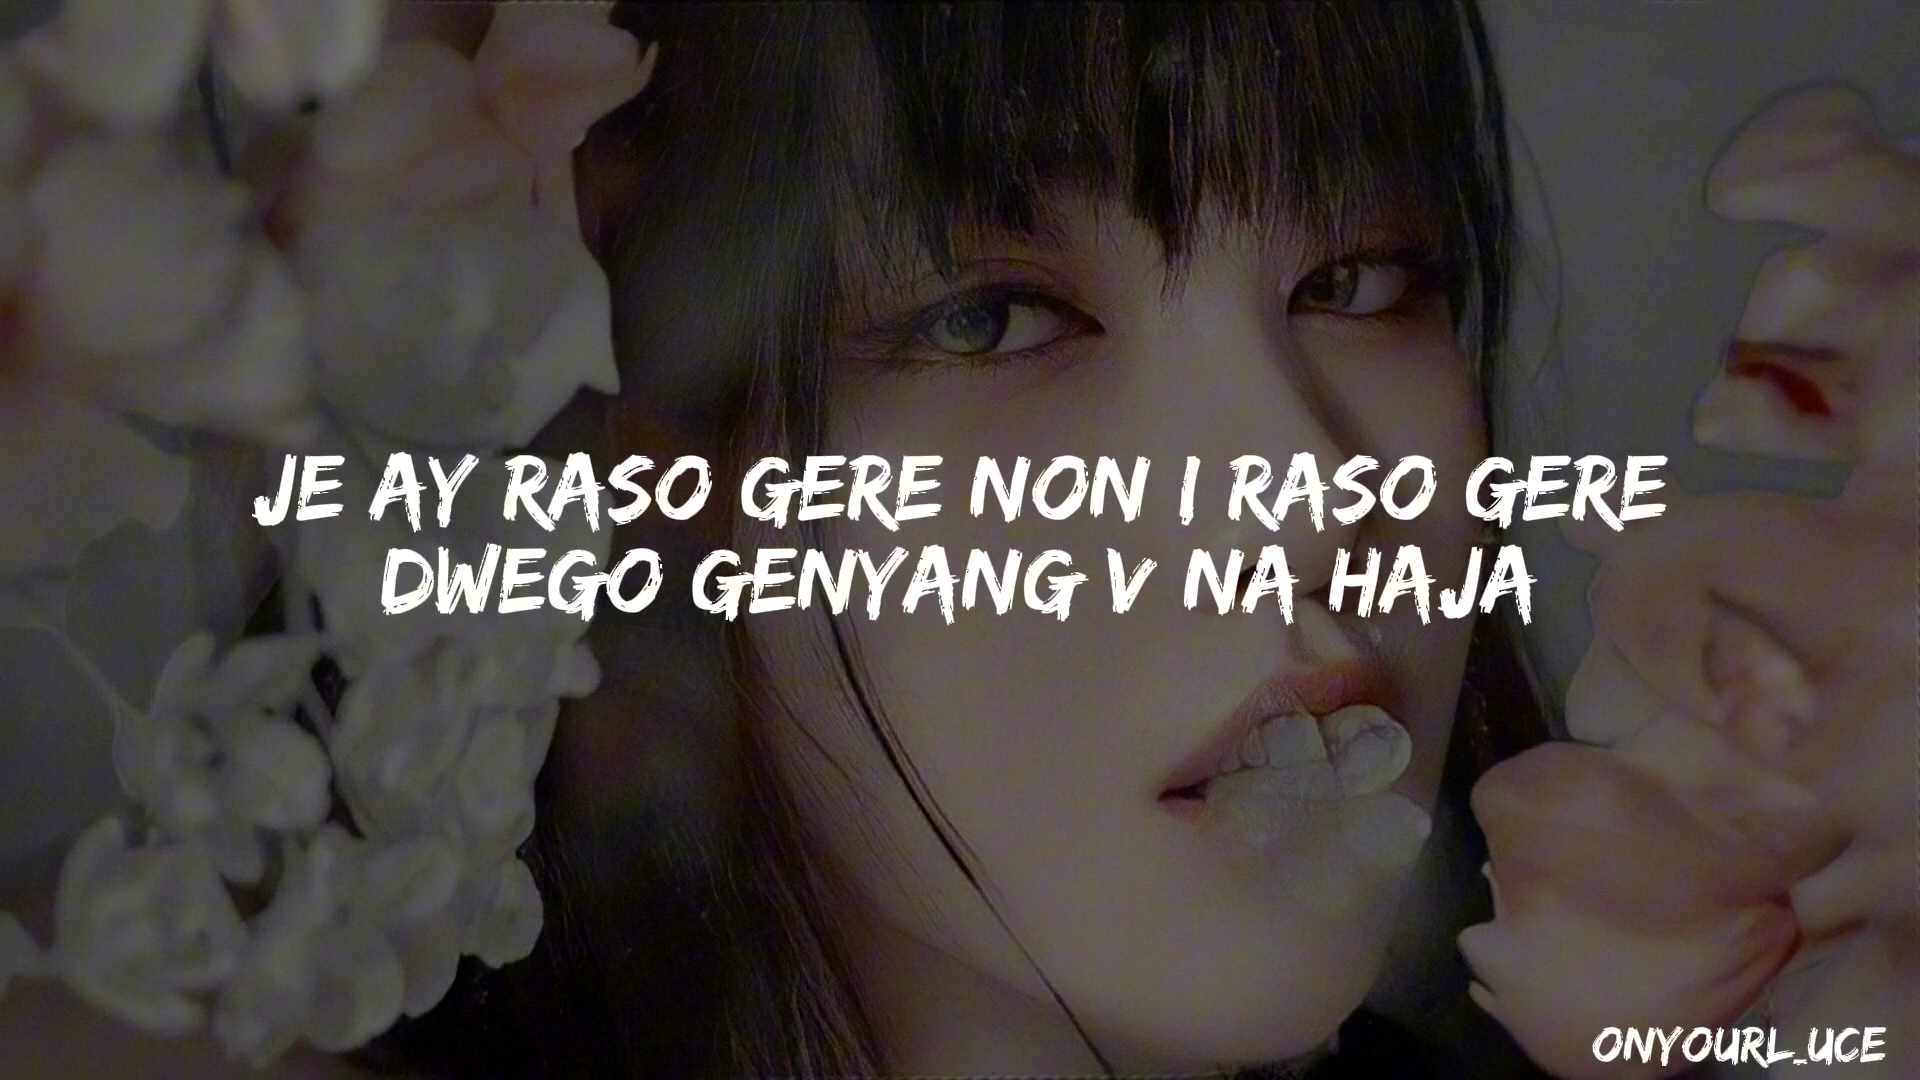 JE AY RASO GERE NON I RASO GERE
DWEGO GENYANG V NA HAJA
ONYOURL_UCE